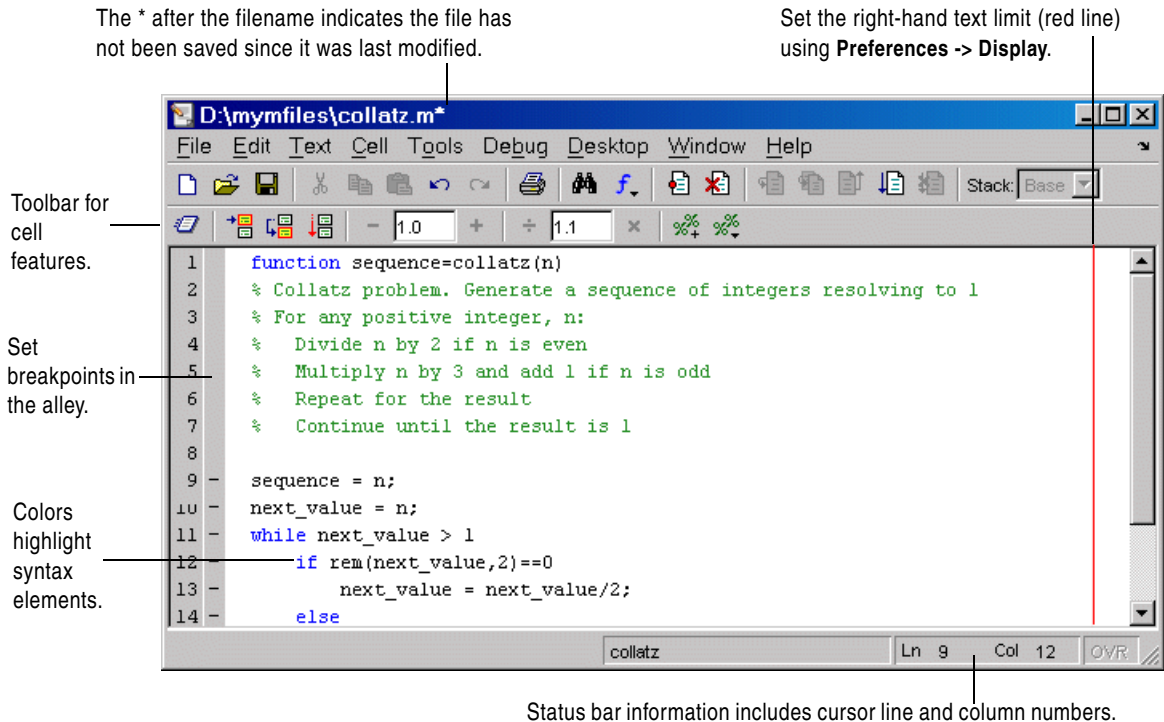 The * after the filename indicates the file has
not been saved since it was last modified.
Set the right-hand text limit (red line)
using Preferences -> Display.
D:\mymfiles\collatz.m*
File Edit Text Cell Tools Debug Desktop Window Help
Stack: Base
Toolbar for
cell
features.
1.0
1.1
1 function sequence=collatz(n)
2 % Collatz problem. Generate a sequence of integers resolving to 1
3 % For any positive integer, n:
4 %   Divide n by 2 if n is even
5 %   Multiply n by 3 and add 1 if n is odd
6 %   Repeat for the result
7 %   Continue until the result is 1
8
9 - sequence = n;
10 - next_value = n;
11 - while next_value > 1
12 -     if rem(next_value,2)==0
13 -         next_value = next_value/2;
14 -     else
Set
breakpoints in
the alley.
Colors
highlight
syntax
elements.
collatz
Ln 9 Col 12 OVR
Status bar information includes cursor line and column numbers.